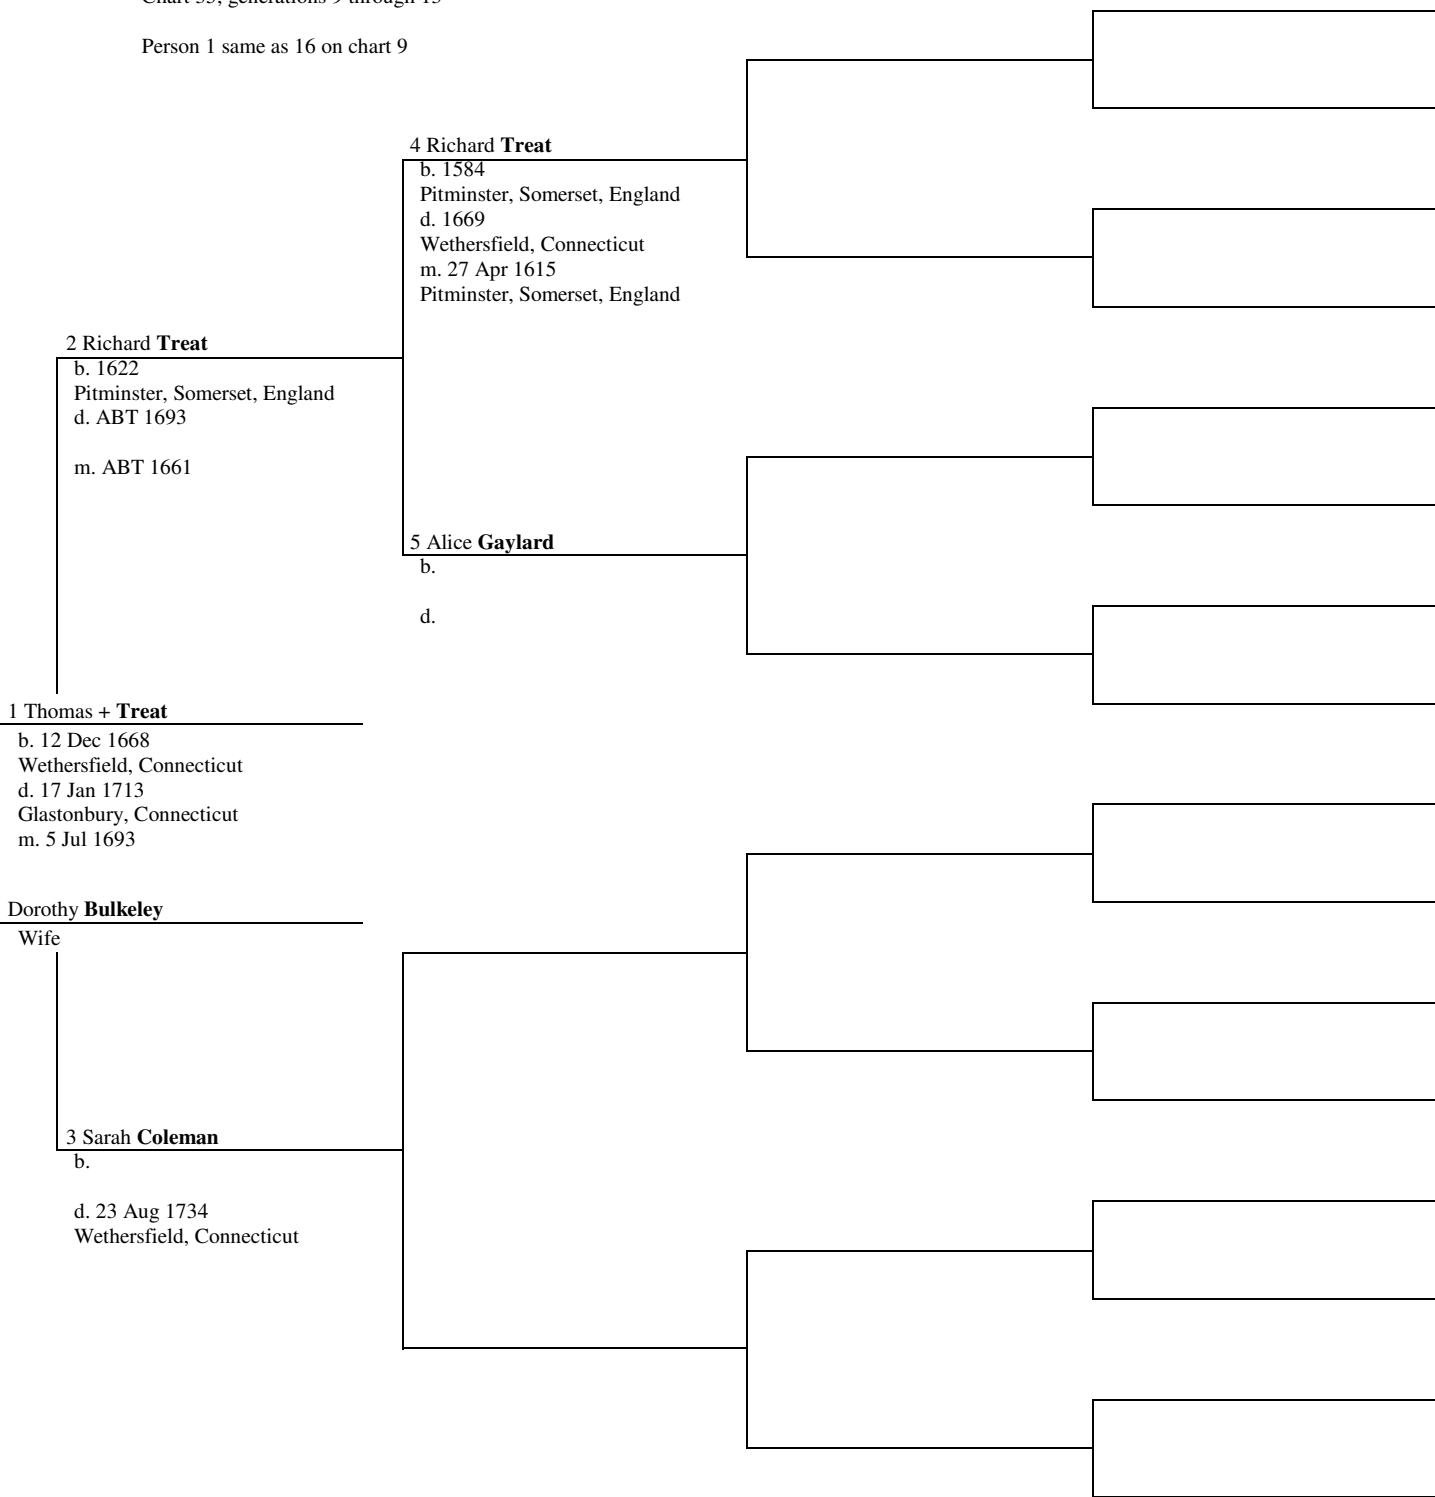 Person 1 same as 16 on chart 9
4 Richard Treat
b. 1584
Pitminster, Somerset, England
d. 1669
Wethersfield, Connecticut
m. 27 Apr 1615
Pitminster, Somerset, England
2 Richard Treat
b. 1622
Pitminster, Somerset, England
d. ABT 1693
m. ABT 1661
5 Alice Gaylard
b.
d.
1 Thomas + Treat
b. 12 Dec 1668
Wethersfield, Connecticut
d. 17 Jan 1713
Glastonbury, Connecticut
m. 5 Jul 1693
Dorothy Bulkeley
Wife
3 Sarah Coleman
b.
d. 23 Aug 1734
Wethersfield, Connecticut